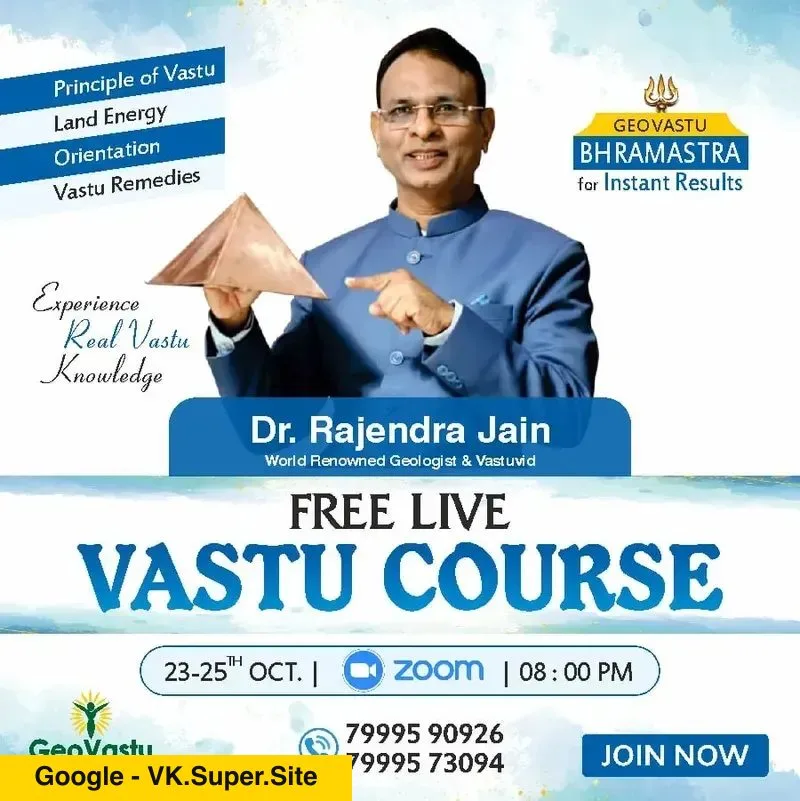 Principle of Vastu
Land Energy
Orientation
Vastu Remedies
GEOVASTU
BHRAMASTRA
for Instant Results
Experience
Real Vastu
Knowledge
Dr. Rajendra Jain
World Renowned Geologist & Vastuvid
FREE LIVE
VASTU COURSE
23-25TH OCT. | zoom | 08 : 00 PM
GeoVastu
79995 90926
79995 73094
JOIN NOW
Google - VK.Super.Site